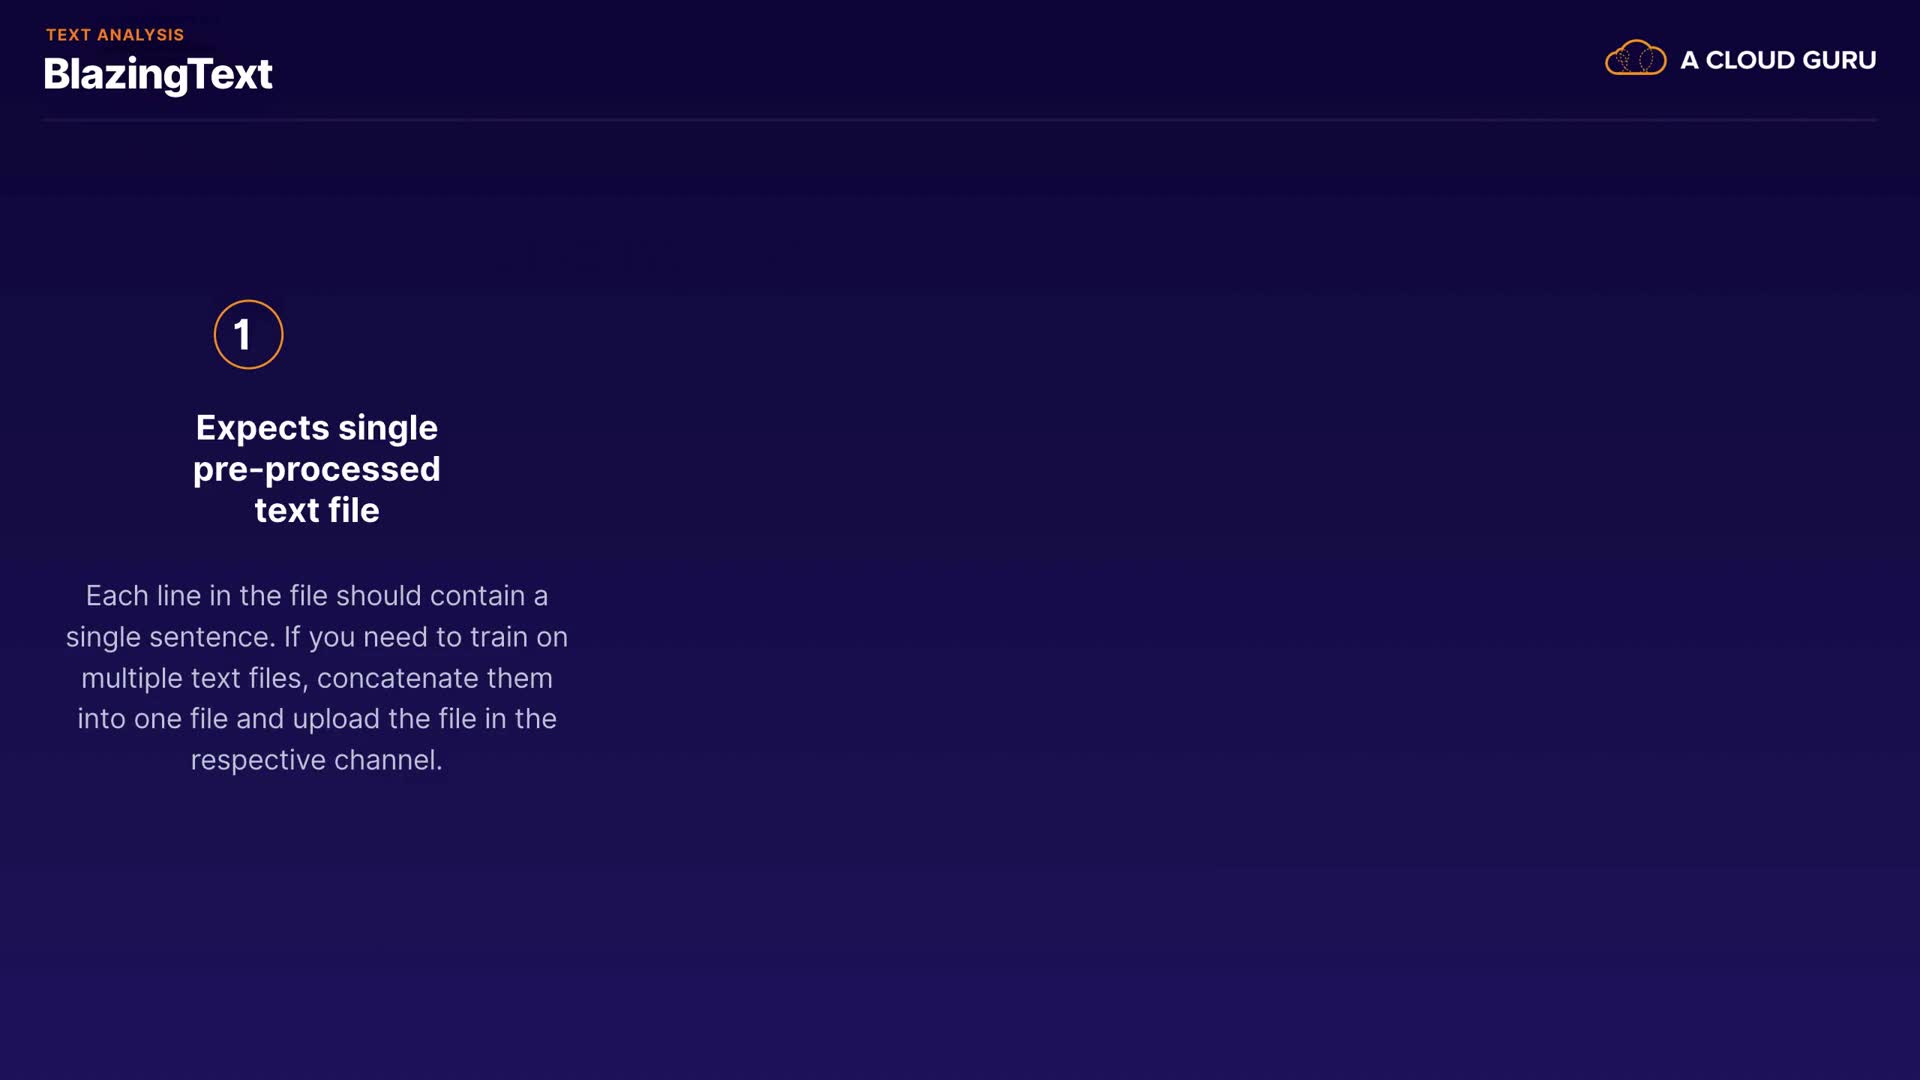 TEXT ANALYSIS
BlazingText
A CLOUD GURU
1
Expects single
pre-processed
text file
Each line in the file should contain a
single sentence. If you need to train on
multiple text files, concatenate them
into one file and upload the file in the
respective channel.